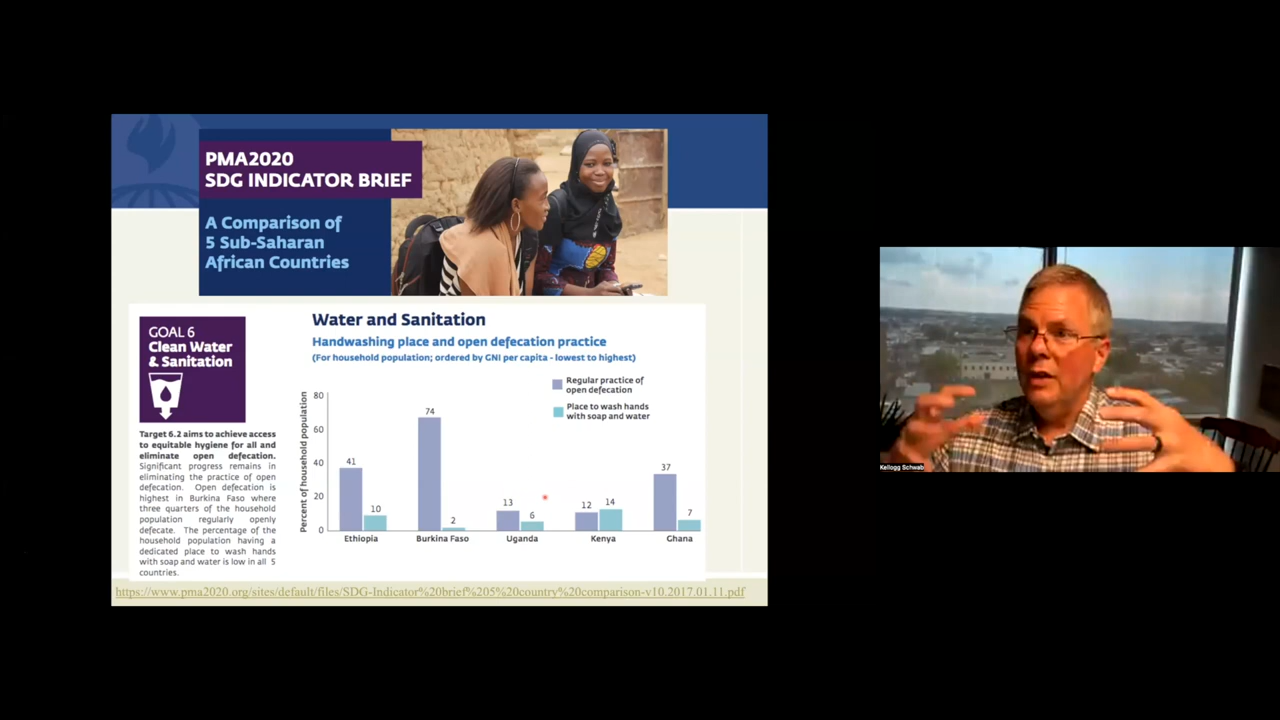 PMA2020
SDG INDICATOR BRIEF
A Comparison of
5 Sub-Saharan
African Countries
GOAL 6
Clean Water
& Sanitation
Target 6.2 aims to achieve access
to equitable hygiene for all and
eliminate open defecation.
Significant progress remains in
eliminating the practice of open
defecation. Open defecation is
highest in Burkina Faso where
three quarters of the household
population regularly openly
defecate. The percentage of the
household population having a
dedicated place to wash hands
with soap and water is low in all 5
countries.
Water and Sanitation
Handwashing place and open defecation practice
(For household population; ordered by GNI per capita - lowest to highest)
Regular practice of
open defecation
Place to wash hands
with soap and water
Percent of household population
80
60
40
20
0
41
10
74
2
13
6
12
14
37
7
Ethiopia
Burkina Faso
Uganda
Kenya
Ghana
https://www.pma2020.org/sites/default/files/SDG-Indicator%20brief%205%20country%20comparison-v10.2017.01.11.pdf
Kellogg Schwab